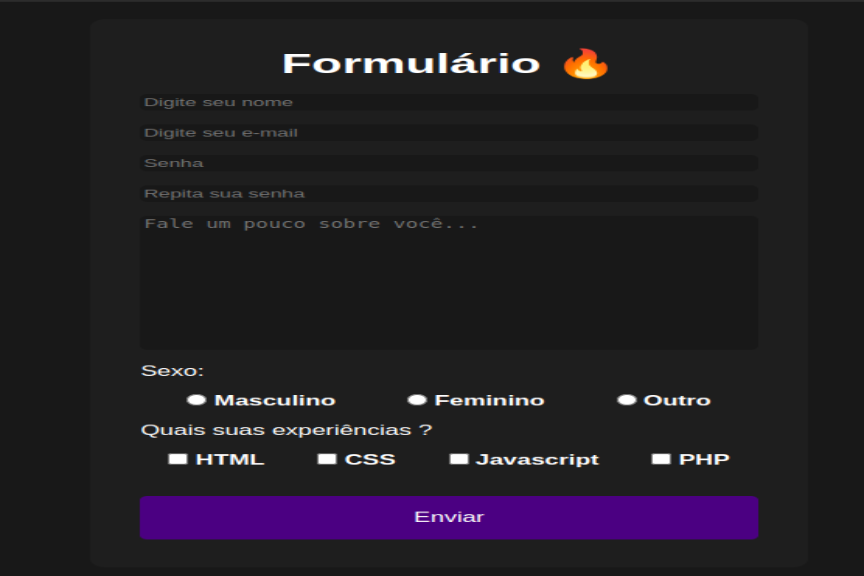 Formulário 🔥
Digite seu nome
Digite seu e-mail
Senha
Repita sua senha
Fale um pouco sobre você...
Sexo:
Masculino Feminino Outro
Quais suas experiências ?
HTML CSS Javascript PHP
Enviar